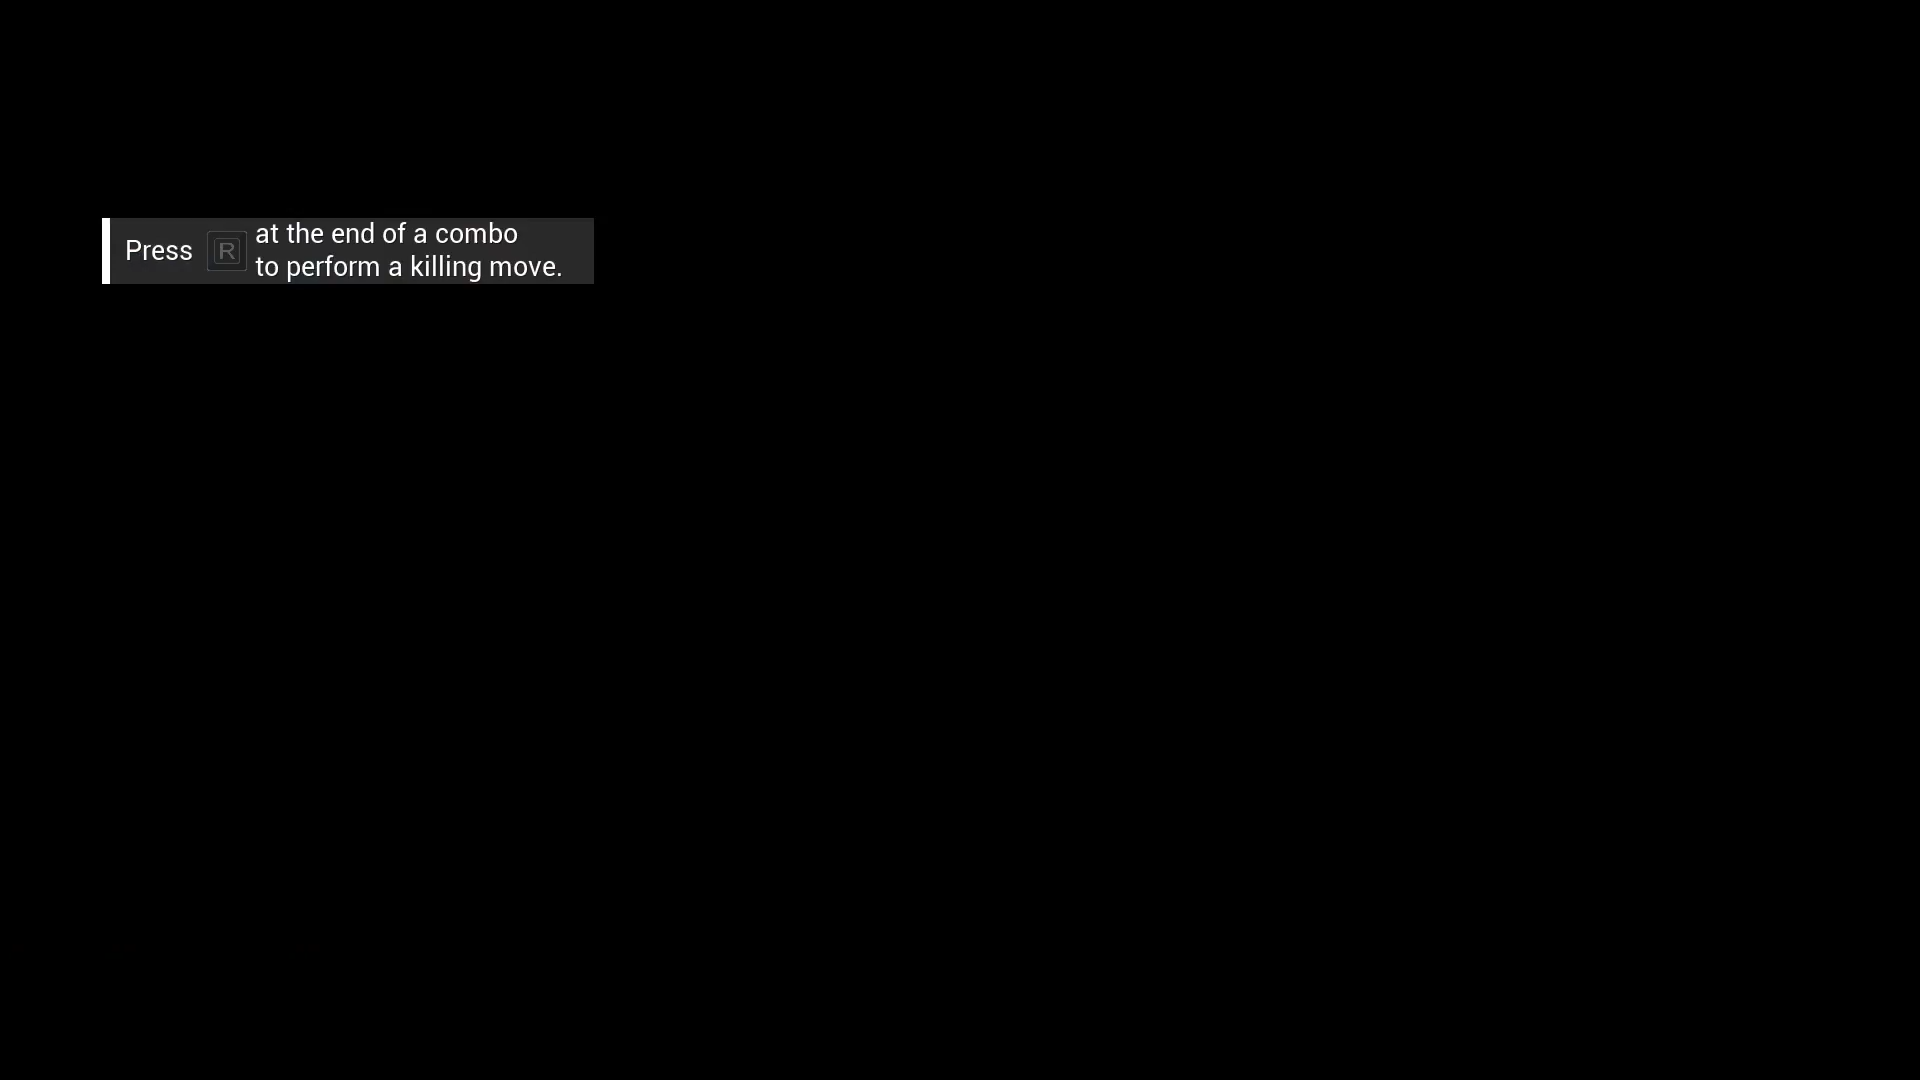 Press R at the end of a combo
to perform a killing move.